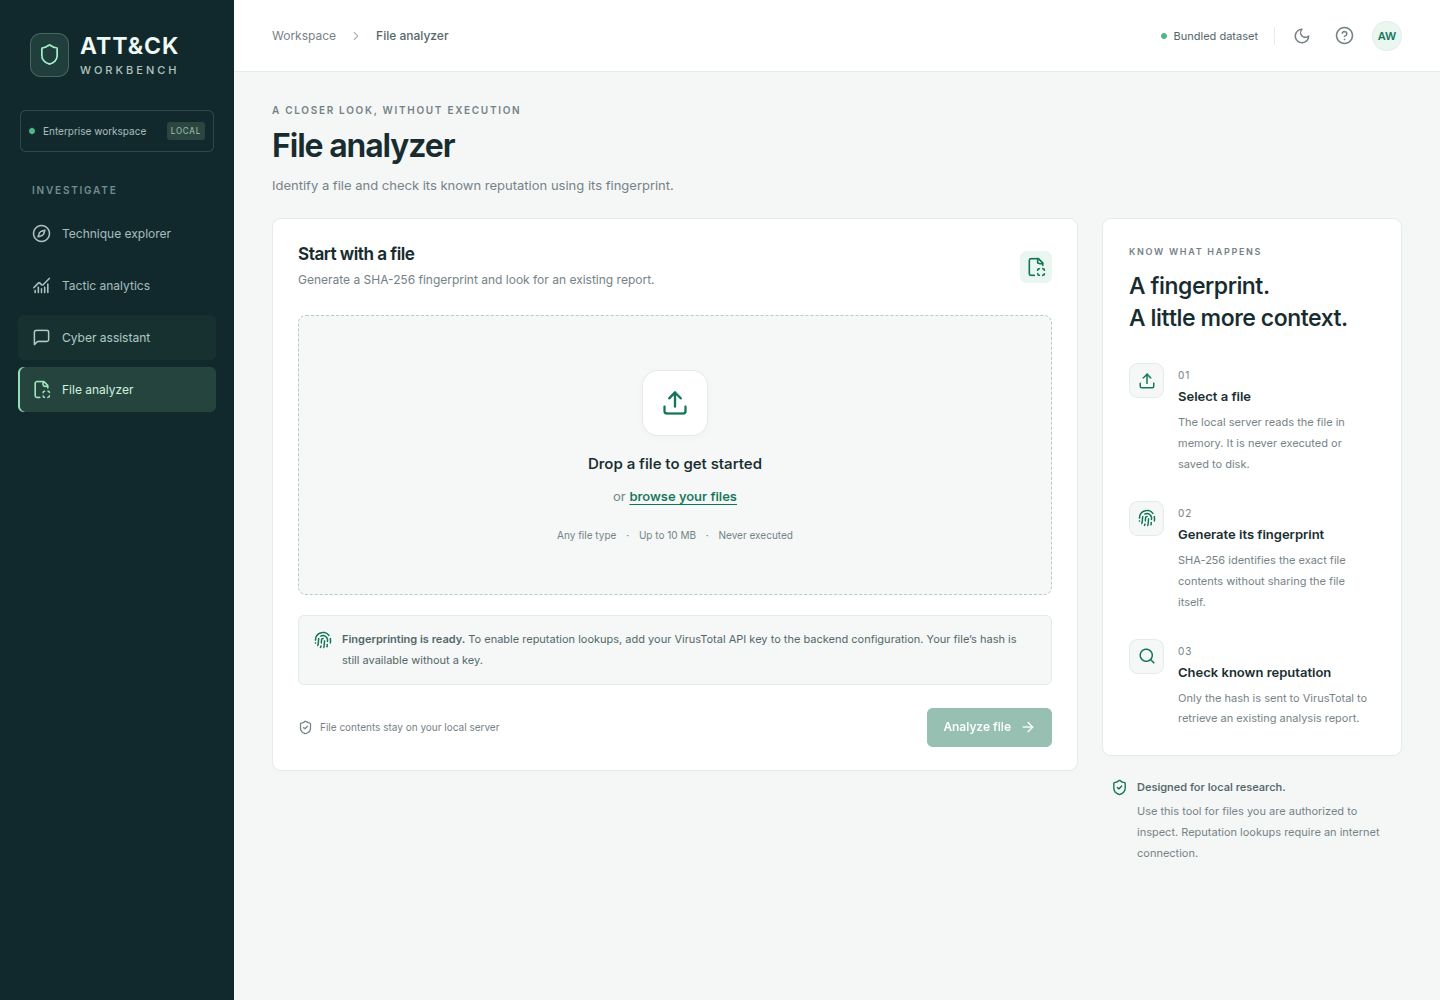 ATT&CK
WORKBENCH
Enterprise workspace LOCAL
INVESTIGATE
Technique explorer
Tactic analytics
Cyber assistant
File analyzer
Workspace File analyzer
Bundled dataset AW
A CLOSER LOOK, WITHOUT EXECUTION
File analyzer
Identify a file and check its known reputation using its fingerprint.
Start with a file
Generate a SHA-256 fingerprint and look for an existing report.
Drop a file to get started
or browse your files
Any file type · Up to 10 MB · Never executed
Fingerprinting is ready. To enable reputation lookups, add your VirusTotal API key to the backend configuration. Your file's hash is
still available without a key.
File contents stay on your local server
Analyze file
KNOW WHAT HAPPENS
A fingerprint.
A little more context.
01
Select a file
The local server reads the file in
memory. It is never executed or
saved to disk.
02
Generate its fingerprint
SHA-256 identifies the exact file
contents without sharing the file
itself.
03
Check known reputation
Only the hash is sent to VirusTotal to
retrieve an existing analysis report.
Designed for local research.
Use this tool for files you are authorized to
inspect. Reputation lookups require an internet
connection.